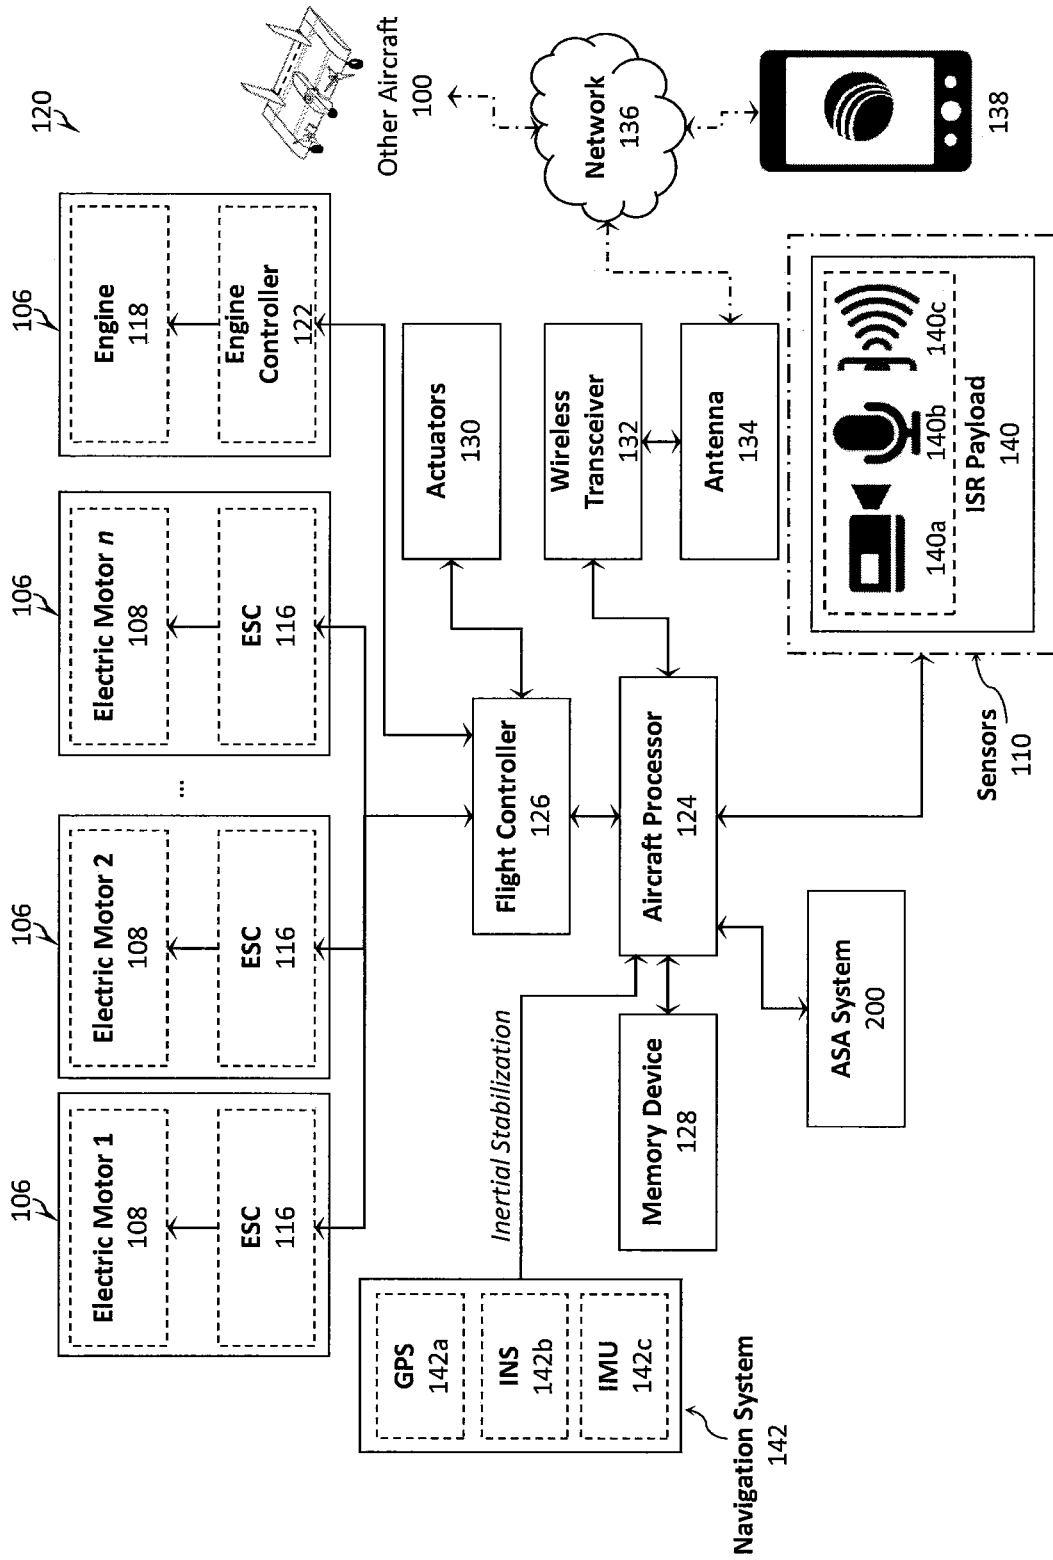 120
106
106
106
106
Electric Motor 1
108
ESC
116
Electric Motor 2
108
ESC
116
...
Electric Motor n
108
ESC
116
Engine
118
Engine
Controller
122
Other Aircraft
100
GPS
142a
INS
142b
IMU
142c
Navigation System
142
Inertial Stabilization
Flight Controller
126
Actuators
130
Memory Device
128
Aircraft Processor
124
Wireless
Transceiver
132
Antenna
134
Network
136
138
ASA System
200
Sensors
110
140a
140b
140c
ISR Payload
140